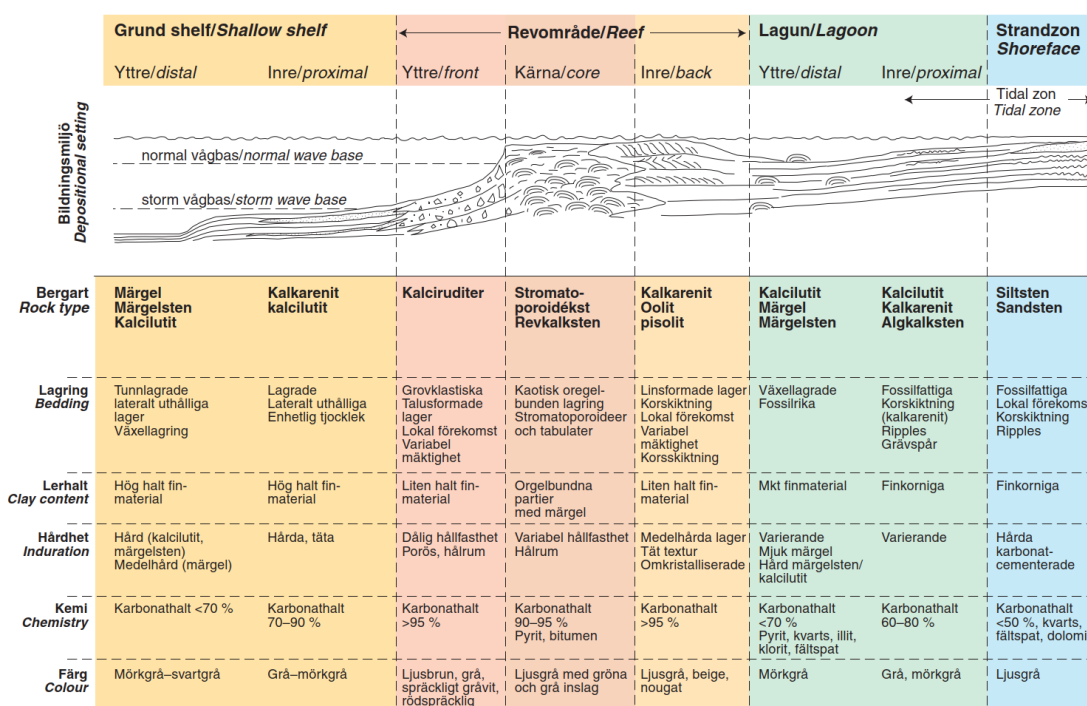 Grund shelf/Shallow shelf
Revområde/Reef
Lagun/Lagoon
Strandzon
Shoreface
Yttre/distal
Inre/proximal
Yttre/front
Kärna/core
Inre/back
Yttre/distal
Inre/proximal
Tidal zon
Tidal zone
Bildningsmiljö
Depositional setting
normal vågbas/normal wave base
storm vågbas/storm wave base
Bergart
Rock type
Märgel
Märgelsten
Kalcilutit
Kalkarenit
kalcilutit
Kalciruditer
Stromato-
poroidékst
Revkalksten
Kalkarenit
Oolit
pisolit
Kalcilutit
Märgel
Märgelsten
Kalcilutit
Kalkarenit
Algkalksten
Siltsten
Sandsten
Lagring
Bedding
Tunnlagrade
lateralt uthålliga
lager
Växellagring
Lagrade
Lateralt uthålliga
Enhetlig tjocklek
Grovklastiska
Talusformade
lager
Lokal förekomst
Variabel
mäktighet
Kaotisk oregel-
bunden lagring
Stromatoporoideer
och tabulater
Linsformade lager
Korskiktning
Lokal förekomst
Variabel
mäktighet
Korsskiktning
Växellagrade
Fossilrika
Fossilfattiga
Korskiktning
(kalkarenit)
Ripples
Grävspår
Fossilfattiga
Lokal förekoms
Korskiktning
Ripples
Lerhalt
Clay content
Hög halt fin-
material
Hög halt fin-
material
Liten halt fin-
material
Orgelbundna
partier
med märgel
Liten halt fin-
material
Mkt finmaterial
Finkorniga
Finkorniga
Hårdhet
Induration
Hård (kalcilutit,
märgelsten)
Medelhård (märgel)
Hårda, täta
Dålig hållfasthet
Porös, hålrum
Variabel hållfasthet
Hålrum
Medelhårda lager
Tät textur
Omkristalliserade
Varierande
Mjuk märgel
Hård märgelsten/
kalcilutit
Varierande
Hårda
karbonat-
cementerade
Kemi
Chemistry
Karbonathalt <70 %
Karbonathalt
70–90 %
Karbonathalt
>95 %
Karbonathalt
90–95 %
Pyrit, bitumen
Karbonathalt
>95 %
Karbonathalt
<70 %
Pyrit, kvarts, illit,
klorit, fältspat
Karbonathalt
60–80 %
Karbonathalt
<50 %, kvarts,
fältspat, dolomi
Färg
Colour
Mörkgrå–svartgrå
Grå–mörkgrå
Ljusbrun, grå,
spräckligt gråvit,
rödspräcklig
Ljusgrå med gröna
och grå inslag
Ljusgrå, beige,
nougat
Mörkgrå
Grå, mörkgrå
Ljusgrå